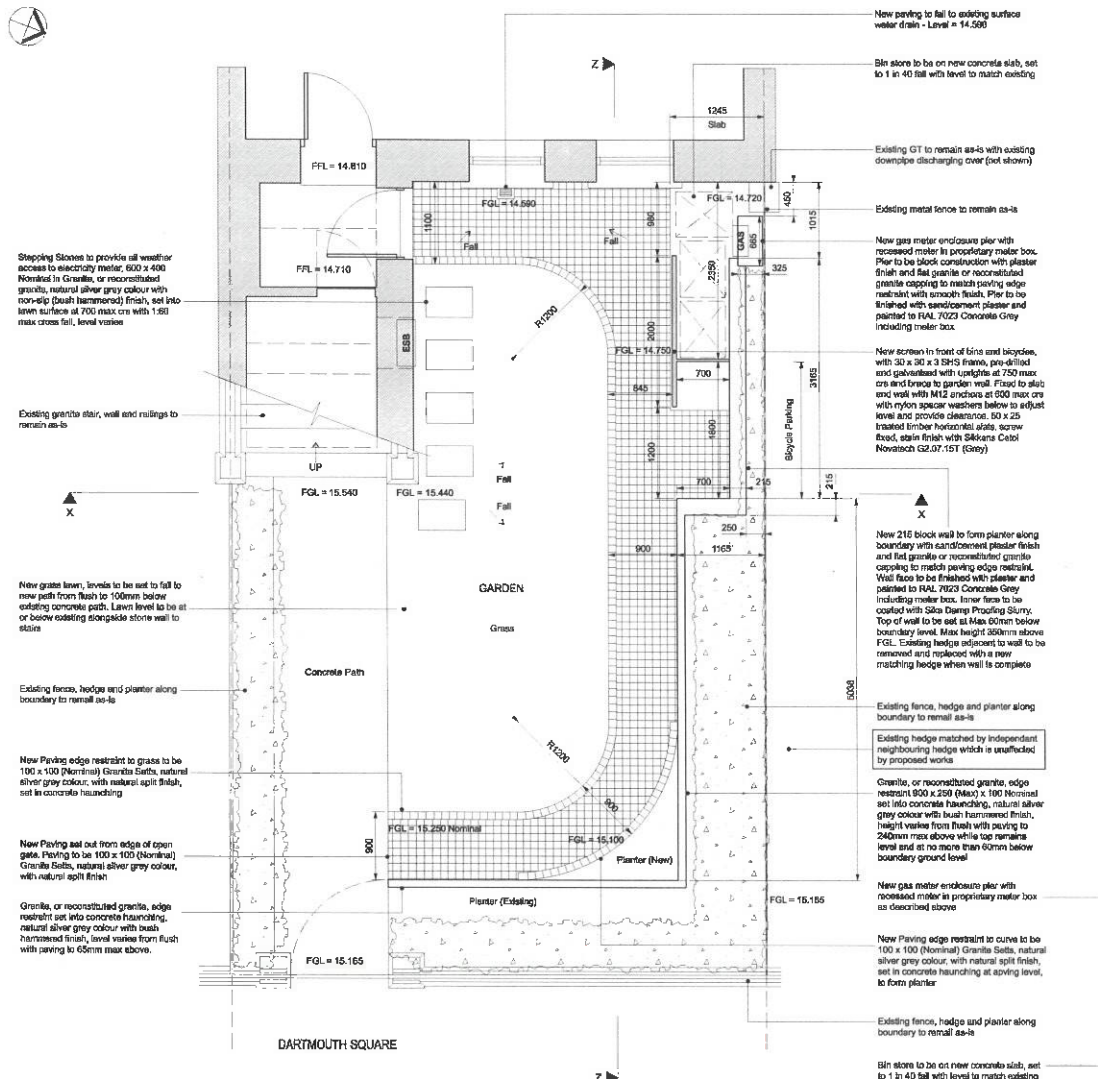 New paving to fall to existing surface
water drain - Level = 14.590
Bin store to be on new concrete slab, set
to 1 in 40 fall with level to match existing
Existing GT to remain as-is with existing
downpipe discharging over (not shown)
Existing metal fence to remain as-is
New gas meter enclosure pier with
recessed meter in proprietary meter box.
Pier to be block construction with plaster
finish and flat granite or reconstituted
granite capping to match paving edge
restraint with smooth finish. Pier to be
finished with sand/cement plaster and
painted to RAL 7023 Concrete Grey
including meter box
New screen in front of bins and bicycles,
with 30 x 30 x 3 SHS frame, pre-drilled
and galvanised with uprights at 750 max
crs and brace to garden wall. Fixed to slab
and wall with M12 anchors at 600 max crs
with nylon spacer washers below to adjust
level and provide clearance. 50 x 25
treated timber horizontal slats, screw
fixed, stain finish with Sikkens Cetol
Novatech G2.07.15T (Grey)
New 215 block wall to form planter along
boundary with sand/cement plaster finish
and flat granite or reconstituted granite
capping to match paving edge restraint.
Wall face to be finished with plaster and
painted to RAL 7023 Concrete Grey
including meter box. Inner face to be
coated with Sika Damp Proofing Slurry.
Top of wall to be set at Max 60mm below
boundary level. Max height 350mm above
FGL. Existing hedge adjacent to wall to be
removed and replaced with a new
matching hedge when wall is complete
Existing fence, hedge and planter along
boundary to remail as-is
Existing hedge matched by independent
neighbouring hedge which is unaffected
by proposed works
Granite, or reconstituted granite, edge
restraint 900 x 250 (Max) x 100 Nominal
set into concrete haunching, natural silver
grey colour with bush hammered finish,
height varies from flush with paving to
240mm max above while top remains
level and at no more than 60mm below
boundary ground level
New gas meter enclosure pier with
recessed meter in proprietary meter box
as described above
New Paving edge restraint to curve to be
100 x 100 (Nominal) Granite Setts, natural
silver grey colour, with natural split finish,
set in concrete haunching at apving level,
to form planter
Existing fence, hedge and planter along
boundary to remail as-is
Bin store to be on new concrete slab, set
to 1 in 40 fall with level to match existing
Stepping Stones to provide all weather
access to electricity meter, 600 x 400
Nominal in Granite, or reconstituted
granite, natural silver grey colour with
non-slip (bush hammered) finish, set into
lawn surface at 700 max crs with 1:60
max cross fall, level varies
Existing granite stair, wall and railings to
remain as-is
New grass lawn, levels to be set to fall to
new path from flush to 100mm below
existing concrete path. Lawn level to be at
or below existing alongside stone wall to
stairs
Existing fence, hedge and planter along
boundary to remail as-is
New Paving edge restraint to grass to be
100 x 100 (Nominal) Granite Setts, natural
silver grey colour, with natural split finish,
set in concrete haunching
New Paving set out from edge of open
gate. Paving to be 100 x 100 (Nominal)
Granite Setts, natural silver grey colour,
with natural split finish
Granite, or reconstituted granite, edge
restraint set into concrete haunching,
natural silver grey colour with bush
hammered finish, level varies from flush
with paving to 65mm max above.
Z
1245
Slab
FFL = 14.810
FGL = 14.590
FGL = 14.720
450
1015
1100
980
Fall
Fall
GAS
665
FFL = 14.710
2350
325
R1200
ESB
2000
FGL = 14.750
700
845
3165
1800
Bicycle Parking
1200
UP
FGL = 15.540
FGL = 15.440
Fall
Fall
700
215
215
X
X
250
900
1165
GARDEN
Grass
Concrete Path
5038
R1200
900
FGL = 15.250 Nominal
FGL = 15.100
900
Planter (New)
Planter (Existing)
FGL = 15.155
FGL = 15.165
DARTMOUTH SQUARE
Z